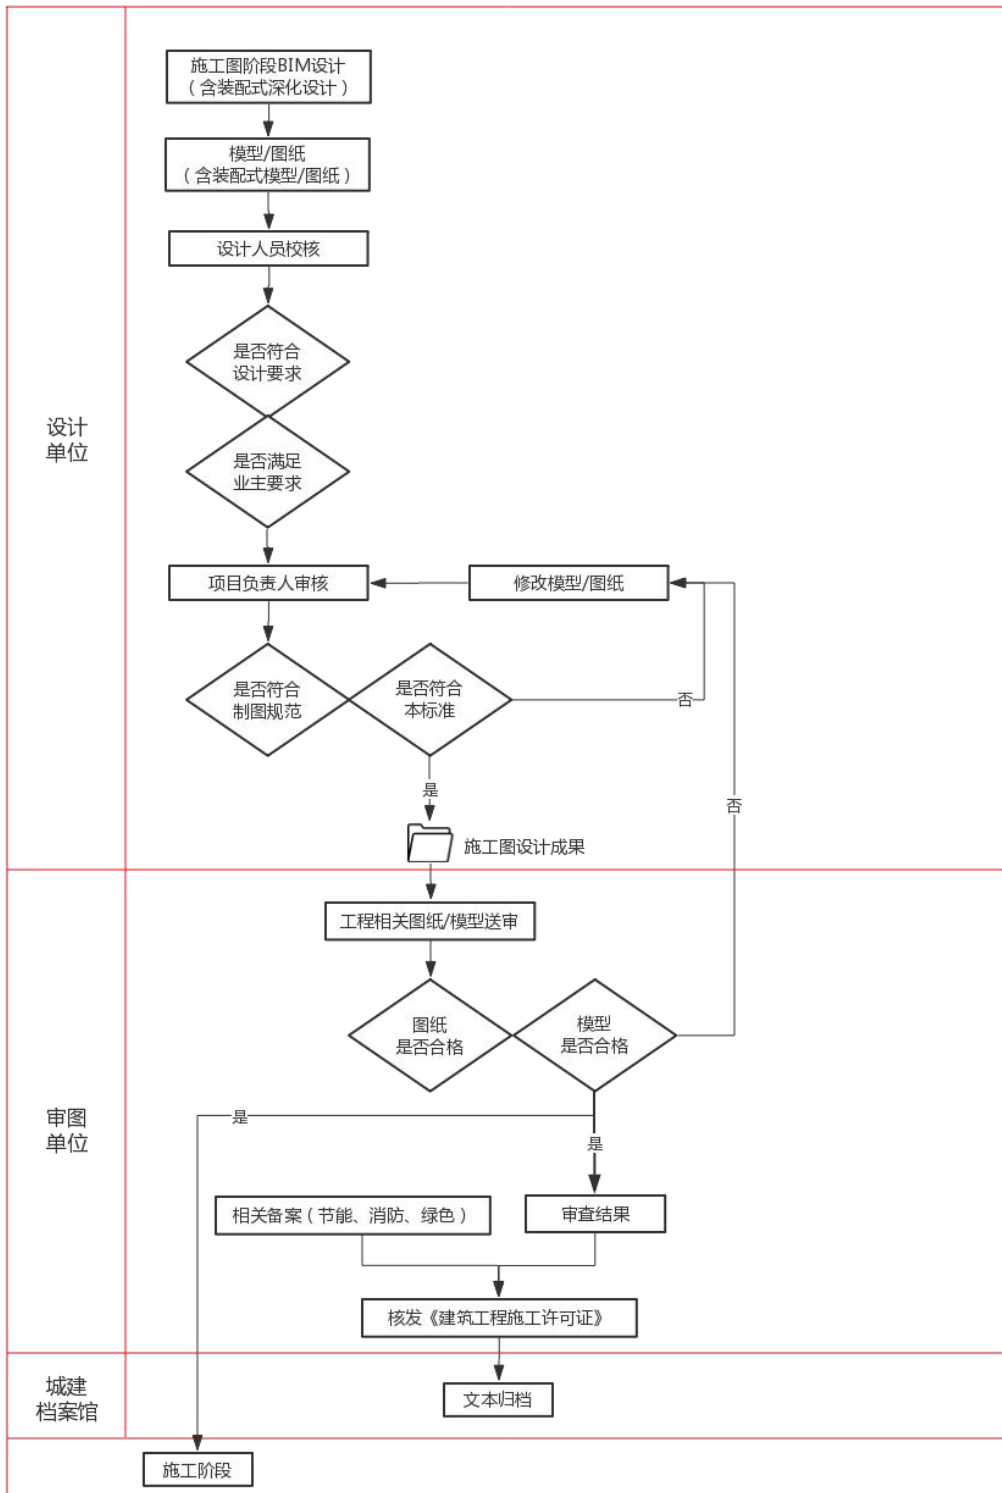 施工图阶段BIM设计
（含装配式深化设计）
模型/图纸
（含装配式模型/图纸）
设计人员校核
是否符合
设计要求
设计
单位
是否满足
业主要求
项目负责人审核
修改模型/图纸
是否符合
制图规范
是否符合
本标准
否
是
否
施工图设计成果
工程相关图纸/模型送审
图纸
是否合格
模型
是否合格
审图
单位
是
是
相关备案（节能、消防、绿色）
审查结果
核发《建筑工程施工许可证》
城建
档案馆
文本归档
施工阶段